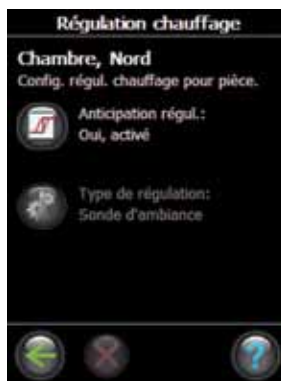 Régulation chauffage
Chambre, Nord
Config. régul. chauffage pour pièce.
Anticipation régul.:
Oui, activé
Type de régulation:
Sonde d'ambiance
?